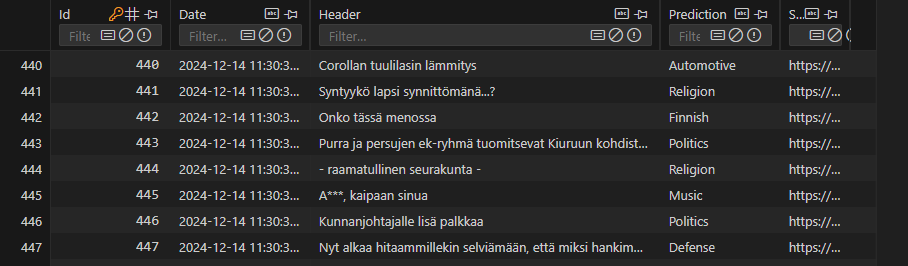 Id Date Header Prediction S...
Filte Filter... Filter... Filte
440 440 2024-12-14 11:30:3... Corollan tuulilasin lämmitys Automotive https://...
441 441 2024-12-14 11:30:3... Syntyykö lapsi synnittömänä...? Religion https://...
442 442 2024-12-14 11:30:3... Onko tässä menossa Finnish https://...
443 443 2024-12-14 11:30:3... Purra ja persujen ek-ryhmä tuomitsevat Kiuruun kohdist... Politics https://...
444 444 2024-12-14 11:30:3... - raamatullinen seurakunta - Religion https://...
445 445 2024-12-14 11:30:3... A***, kaipaan sinua Music https://...
446 446 2024-12-14 11:30:3... Kunnanjohtajalle lisä palkkaa Politics https://...
447 447 2024-12-14 11:30:3... Nyt alkaa hitaammillekin selviämään, että miksi hankim... Defense https://...